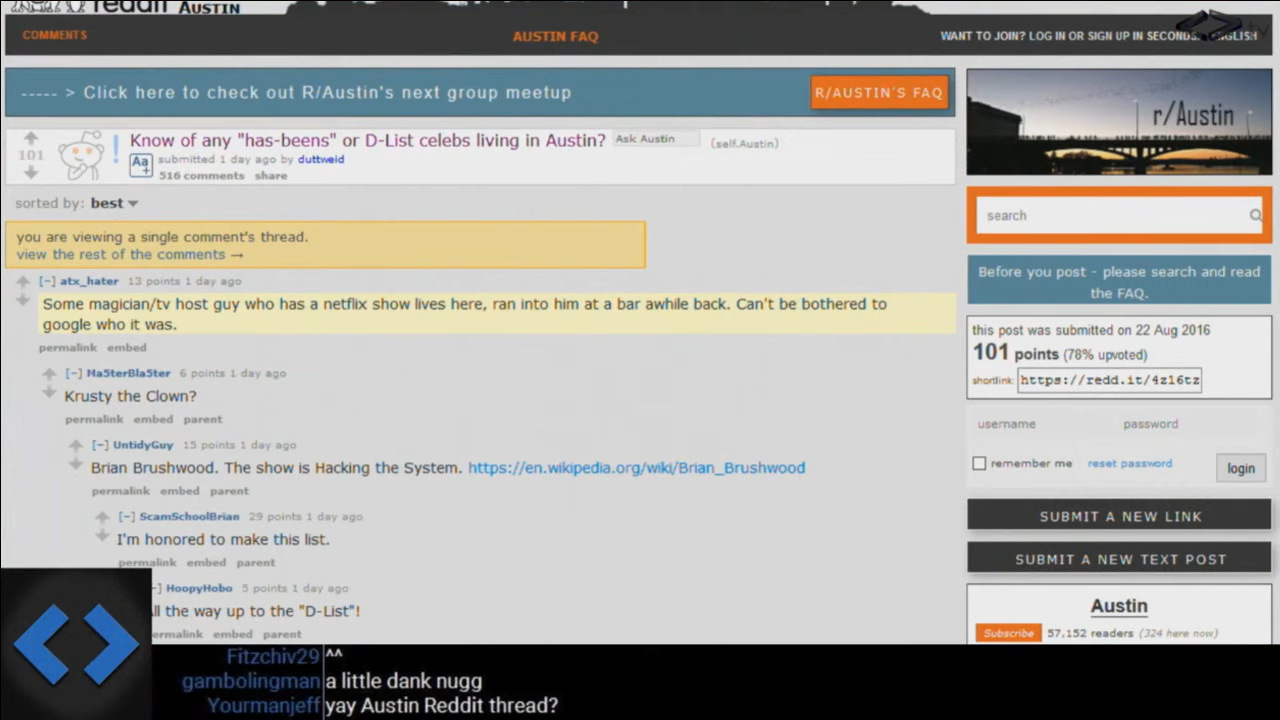 reddit AUSTIN
COMMENTS
AUSTIN FAQ
WANT TO JOIN? LOG IN OR SIGN UP IN SECONDS. ENGLISH
----- > Click here to check out R/Austin's next group meetup
R/AUSTIN'S FAQ
r/Austin
101
Know of any "has-beens" or D-List celebs living in Austin? Ask Austin (self.Austin)
Aa+
submitted 1 day ago by duttweid
516 comments share
sorted by: best
search
you are viewing a single comment's thread.
view the rest of the comments →
Before you post - please search and read
the FAQ.
[−] atx_hater 13 points 1 day ago
Some magician/tv host guy who has a netflix show lives here, ran into him at a bar awhile back. Can't be bothered to
google who it was.
permalink embed
this post was submitted on 22 Aug 2016
101 points (78% upvoted)
shortlink: https://redd.it/4z16tz
[−] Ma5terBla5ter 6 points 1 day ago
Krusty the Clown?
permalink embed parent
username password
remember me reset password login
[−] UntidyGuy 15 points 1 day ago
Brian Brushwood. The show is Hacking the System. https://en.wikipedia.org/wiki/Brian_Brushwood
permalink embed parent
SUBMIT A NEW LINK
[−] ScamSchoolBrian 29 points 1 day ago
I'm honored to make this list.
permalink embed parent
SUBMIT A NEW TEXT POST
−] HoopyHobo 5 points 1 day ago
ll the way up to the "D-List"!
ermalink embed parent
Austin
Subscribe 57,152 readers (324 here now)
Fitzchiv29 ^^
gambolingman a little dank nugg
Yourmanjeff yay Austin Reddit thread?